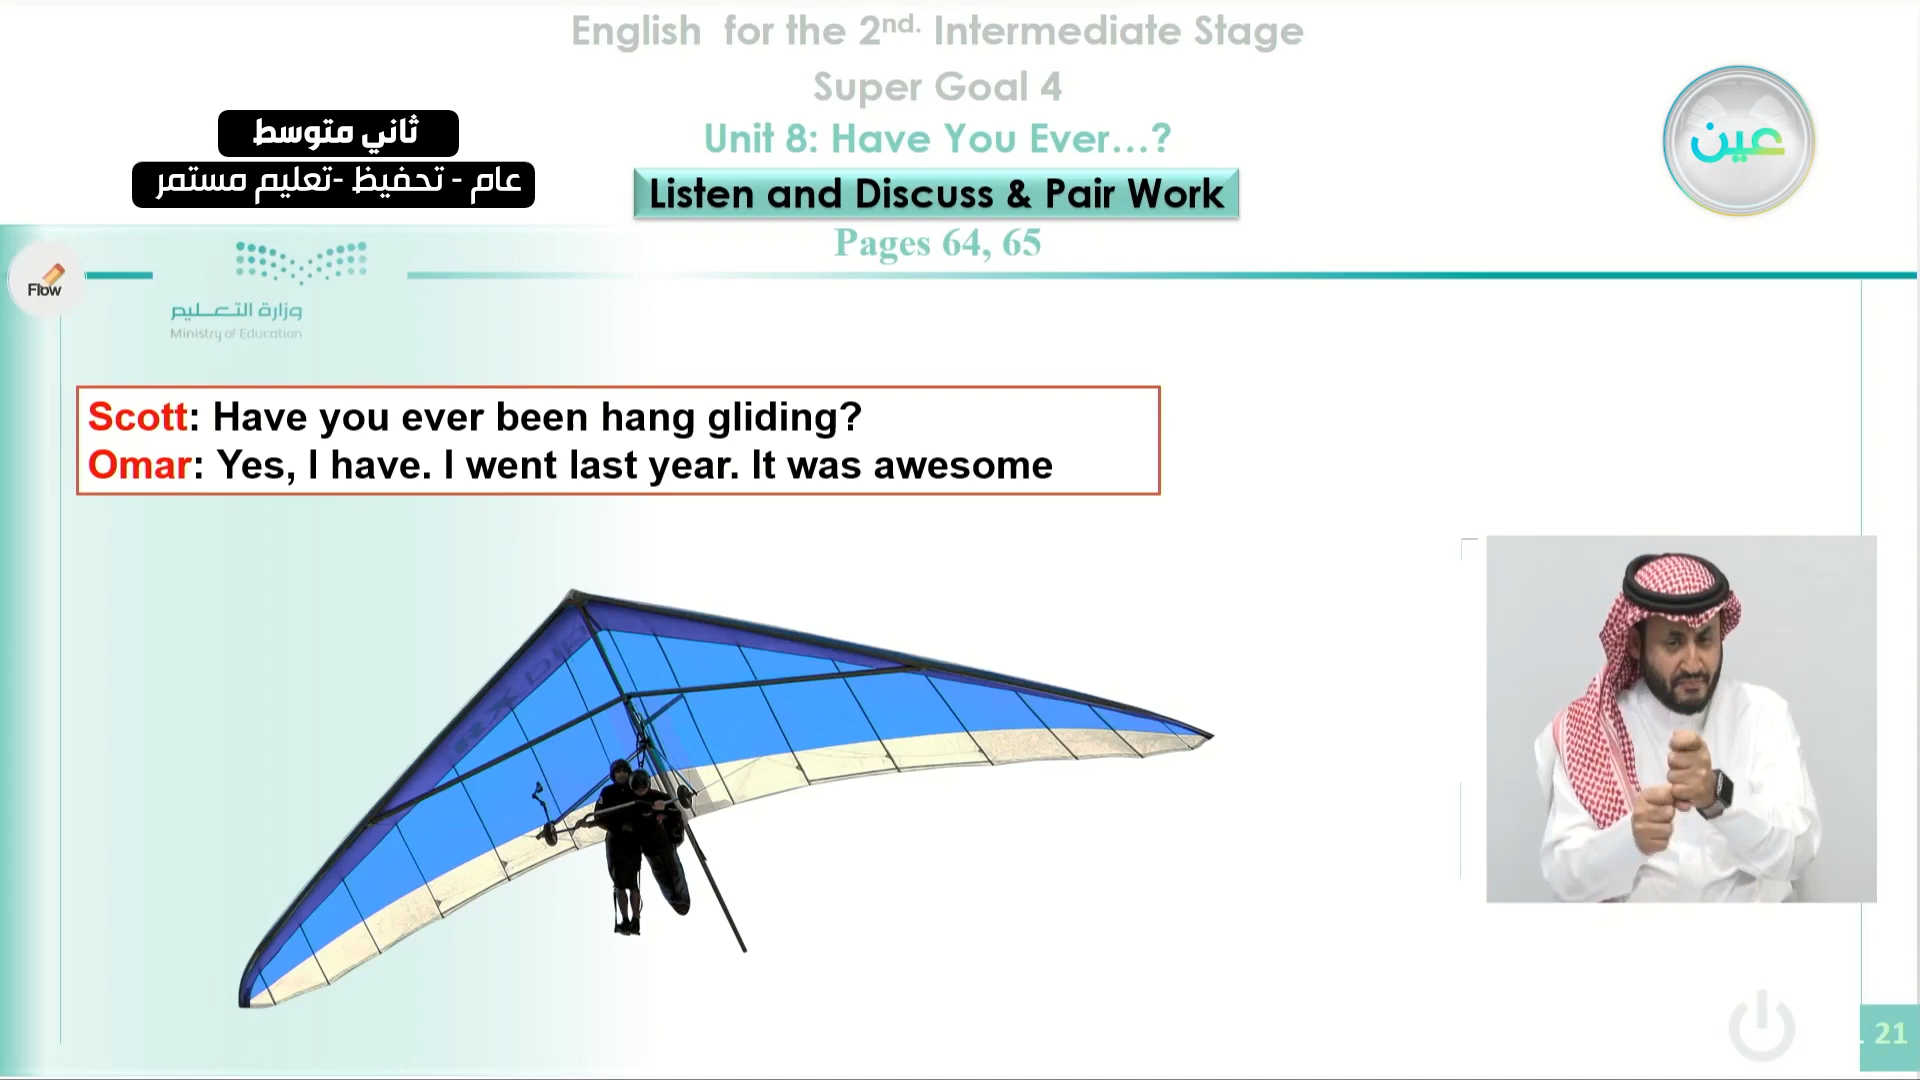 English for the 2nd. Intermediate Stage
Super Goal 4
Unit 8: Have You Ever…?
Listen and Discuss & Pair Work
Pages 64, 65
ثاني متوسط
عام - تحفيظ -تعليم مستمر
عين
Flow
وزارة التعليم
Ministry of Education
Scott: Have you ever been hang gliding?
Omar: Yes, I have. I went last year. It was awesome
21